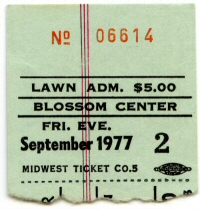 No 06614
LAWN ADM. $5.00
BLOSSOM CENTER
FRI. EVE.
September 1977 2
MIDWEST TICKET CO.5